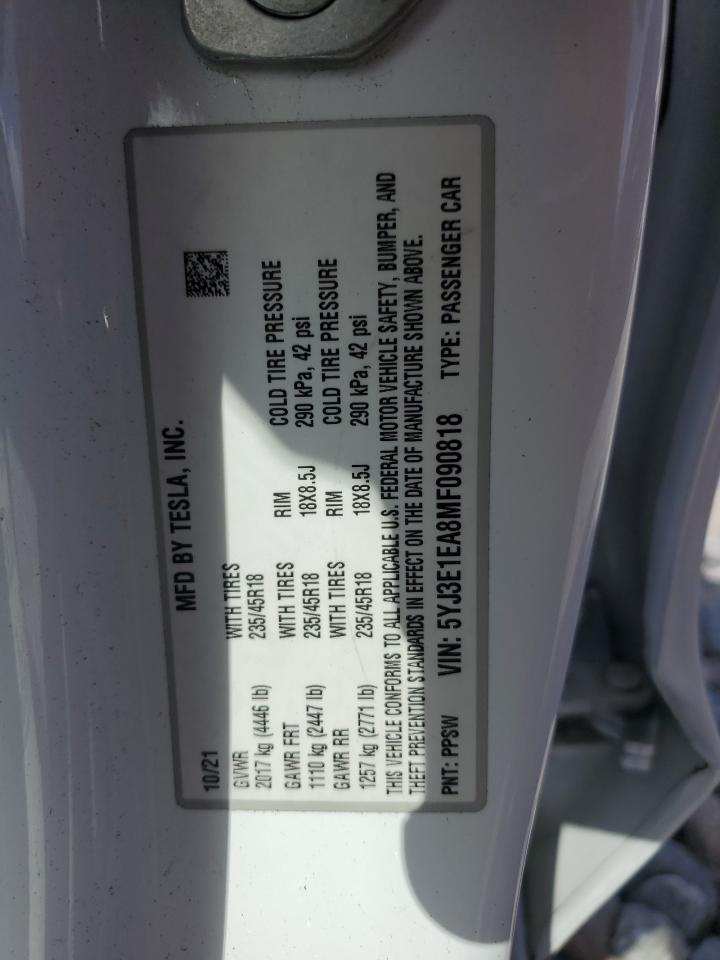 MFD BY TESLA, INC.
10/21
GVWR WITH TIRES
2017 kg (4446 lb) 235/45R18
GAWR FRT WITH TIRES RIM COLD TIRE PRESSURE
1110 kg (2447 lb) 235/45R18 18X8.5J 290 kPa, 42 psi
GAWR RR WITH TIRES RIM COLD TIRE PRESSURE
1257 kg (2771 lb) 235/45R18 18X8.5J 290 kPa, 42 psi
THIS VEHICLE CONFORMS TO ALL APPLICABLE U.S. FEDERAL MOTOR VEHICLE SAFETY, BUMPER, AND
THEFT PREVENTION STANDARDS IN EFFECT ON THE DATE OF MANUFACTURE SHOWN ABOVE.
PNT: PPSW VIN: 5YJ3E1EA8MF090818 TYPE: PASSENGER CAR